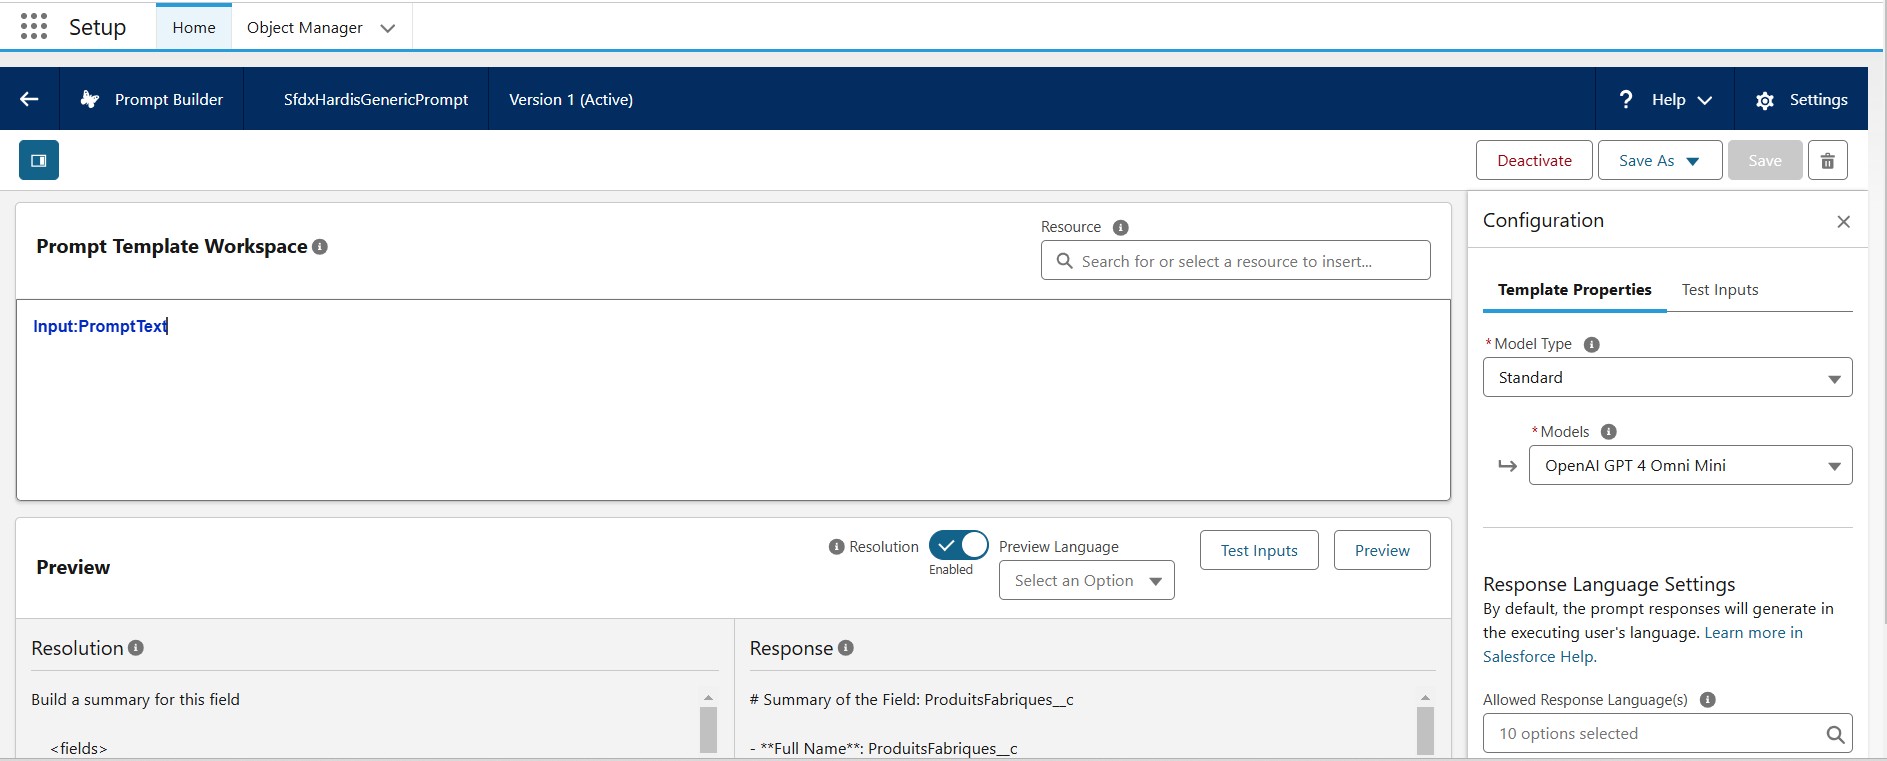 Setup
Home
Object Manager
Prompt Builder
SfdxHardisGenericPrompt
Version 1 (Active)
? Help
Settings
Deactivate
Save As
Save
Prompt Template Workspace
Resource
Search for or select a resource to insert...
Input:PromptText
Preview
Resolution
Enabled
Preview Language
Select an Option
Test Inputs
Preview
Resolution
Build a summary for this field
<fields>
Response
# Summary of the Field: ProduitsFabriques__c
- **Full Name**: ProduitsFabriques__c
Configuration
Template Properties
Test Inputs
* Model Type
Standard
* Models
OpenAI GPT 4 Omni Mini
Response Language Settings
By default, the prompt responses will generate in
the executing user's language. Learn more in
Salesforce Help.
Allowed Response Language(s)
10 options selected